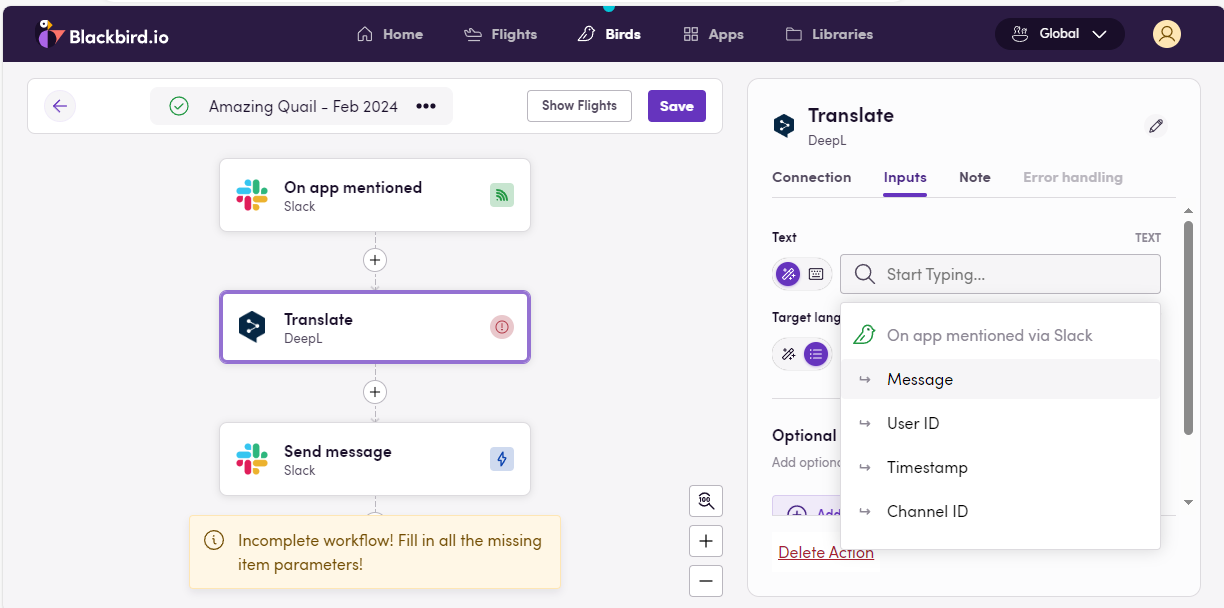 Blackbird.io
Home
Flights
Birds
Apps
Libraries
Global
Amazing Quail - Feb 2024
Show Flights
Save
On app mentioned
Slack
Translate
DeepL
Send message
Slack
100
Incomplete workflow! Fill in all the missing
item parameters!
Translate
DeepL
Connection
Inputs
Note
Error handling
Text
TEXT
Start Typing...
Target lang
On app mentioned via Slack
Message
User ID
Timestamp
Channel ID
Optional
Add optiona
Add
Delete Action